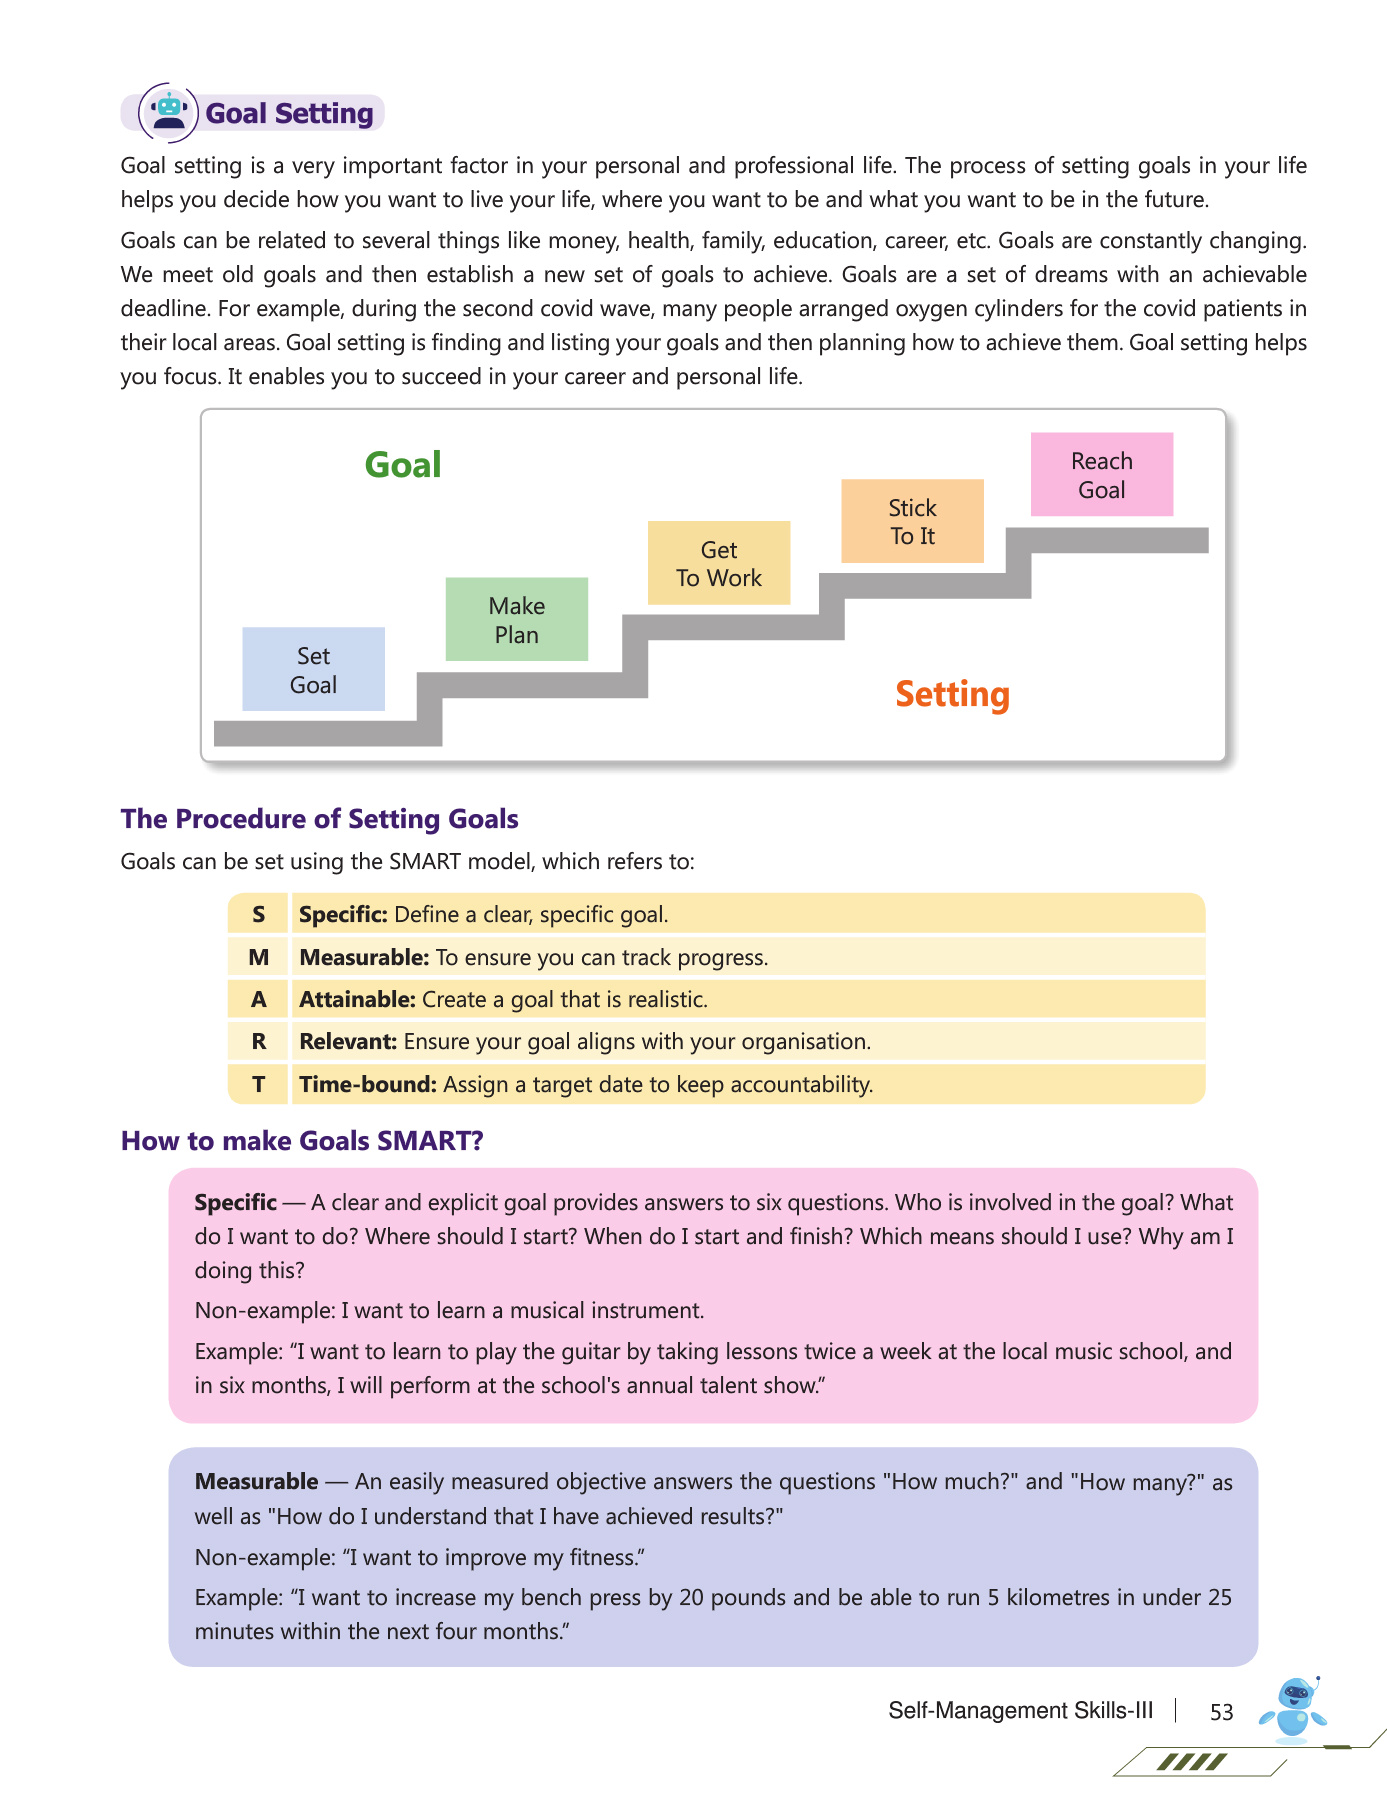 Goal Setting
Goal setting is a very important factor in your personal and professional life. The process of setting goals in your life
helps you decide how you want to live your life, where you want to be and what you want to be in the future.
Goals can be related to several things like money, health, family, education, career, etc. Goals are constantly changing.
We meet old goals and then establish a new set of goals to achieve. Goals are a set of dreams with an achievable
deadline. For example, during the second covid wave, many people arranged oxygen cylinders for the covid patients in
their local areas. Goal setting is finding and listing your goals and then planning how to achieve them. Goal setting helps
you focus. It enables you to succeed in your career and personal life.
Goal
Set
Goal
Make
Plan
Get
To Work
Stick
To It
Reach
Goal
Setting
The Procedure of Setting Goals
Goals can be set using the SMART model, which refers to:
S Specific: Define a clear, specific goal.
M Measurable: To ensure you can track progress.
A Attainable: Create a goal that is realistic.
R Relevant: Ensure your goal aligns with your organisation.
T Time-bound: Assign a target date to keep accountability.
How to make Goals SMART?
Specific — A clear and explicit goal provides answers to six questions. Who is involved in the goal? What
do I want to do? Where should I start? When do I start and finish? Which means should I use? Why am I
doing this?
Non-example: I want to learn a musical instrument.
Example: “I want to learn to play the guitar by taking lessons twice a week at the local music school, and
in six months, I will perform at the school's annual talent show.“
Measurable — An easily measured objective answers the questions "How much?" and "How many?" as
well as "How do I understand that I have achieved results?"
Non-example: “I want to improve my fitness.”
Example: “I want to increase my bench press by 20 pounds and be able to run 5 kilometres in under 25
minutes within the next four months.”
Self-Management Skills-III 53